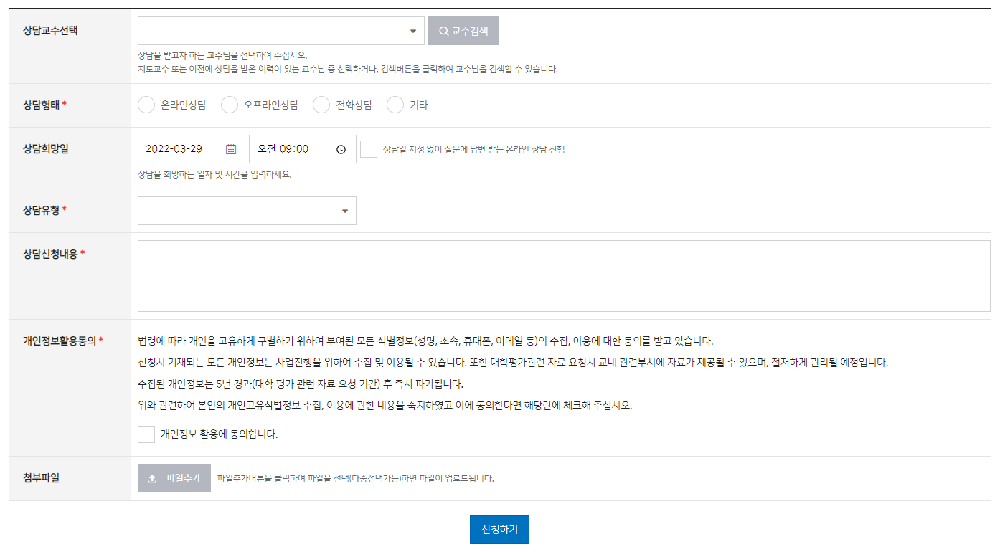 상담교수선택
교수검색
상담을 받고자 하는 교수님을 선택하여 주십시오.
지도교수 또는 이전에 상담을 받은 이력이 있는 교수님 중 선택하거나, 검색버튼을 클릭하여 교수님을 검색할 수 있습니다.
상담형태 * 온라인상담 오프라인상담 전화상담 기타
상담희망일 2022-03-29 오전 09:00 상담일 지정 없이 질문에 답변 받는 온라인 상담 진행
상담을 희망하는 일자 및 시간을 입력하세요.
상담유형 *
상담신청내용 *
개인정보활용동의 * 법령에 따라 개인을 고유하게 구별하기 위하여 부여된 모든 식별정보(성명, 소속, 휴대폰, 이메일 등)의 수집, 이용에 대한 동의를 받고 있습니다.
신청시 기재되는 모든 개인정보는 사업진행을 위하여 수집 및 이용될 수 있습니다. 또한 대학평가관련 자료 요청시 교내 관련부서에 자료가 제공될 수 있으며, 철저하게 관리될 예정입니다.
수집된 개인정보는 5년 경과(대학 평가 관련 자료 요청 기간) 후 즉시 파기됩니다.
위와 관련하여 본인의 개인고유식별정보 수집, 이용에 관한 내용을 숙지하였고 이에 동의한다면 해당란에 체크해 주십시오.
개인정보 활용에 동의합니다.
첨부파일 파일추가 파일추가버튼을 클릭하여 파일을 선택(다중선택가능)하면 파일이 업로드됩니다.
신청하기